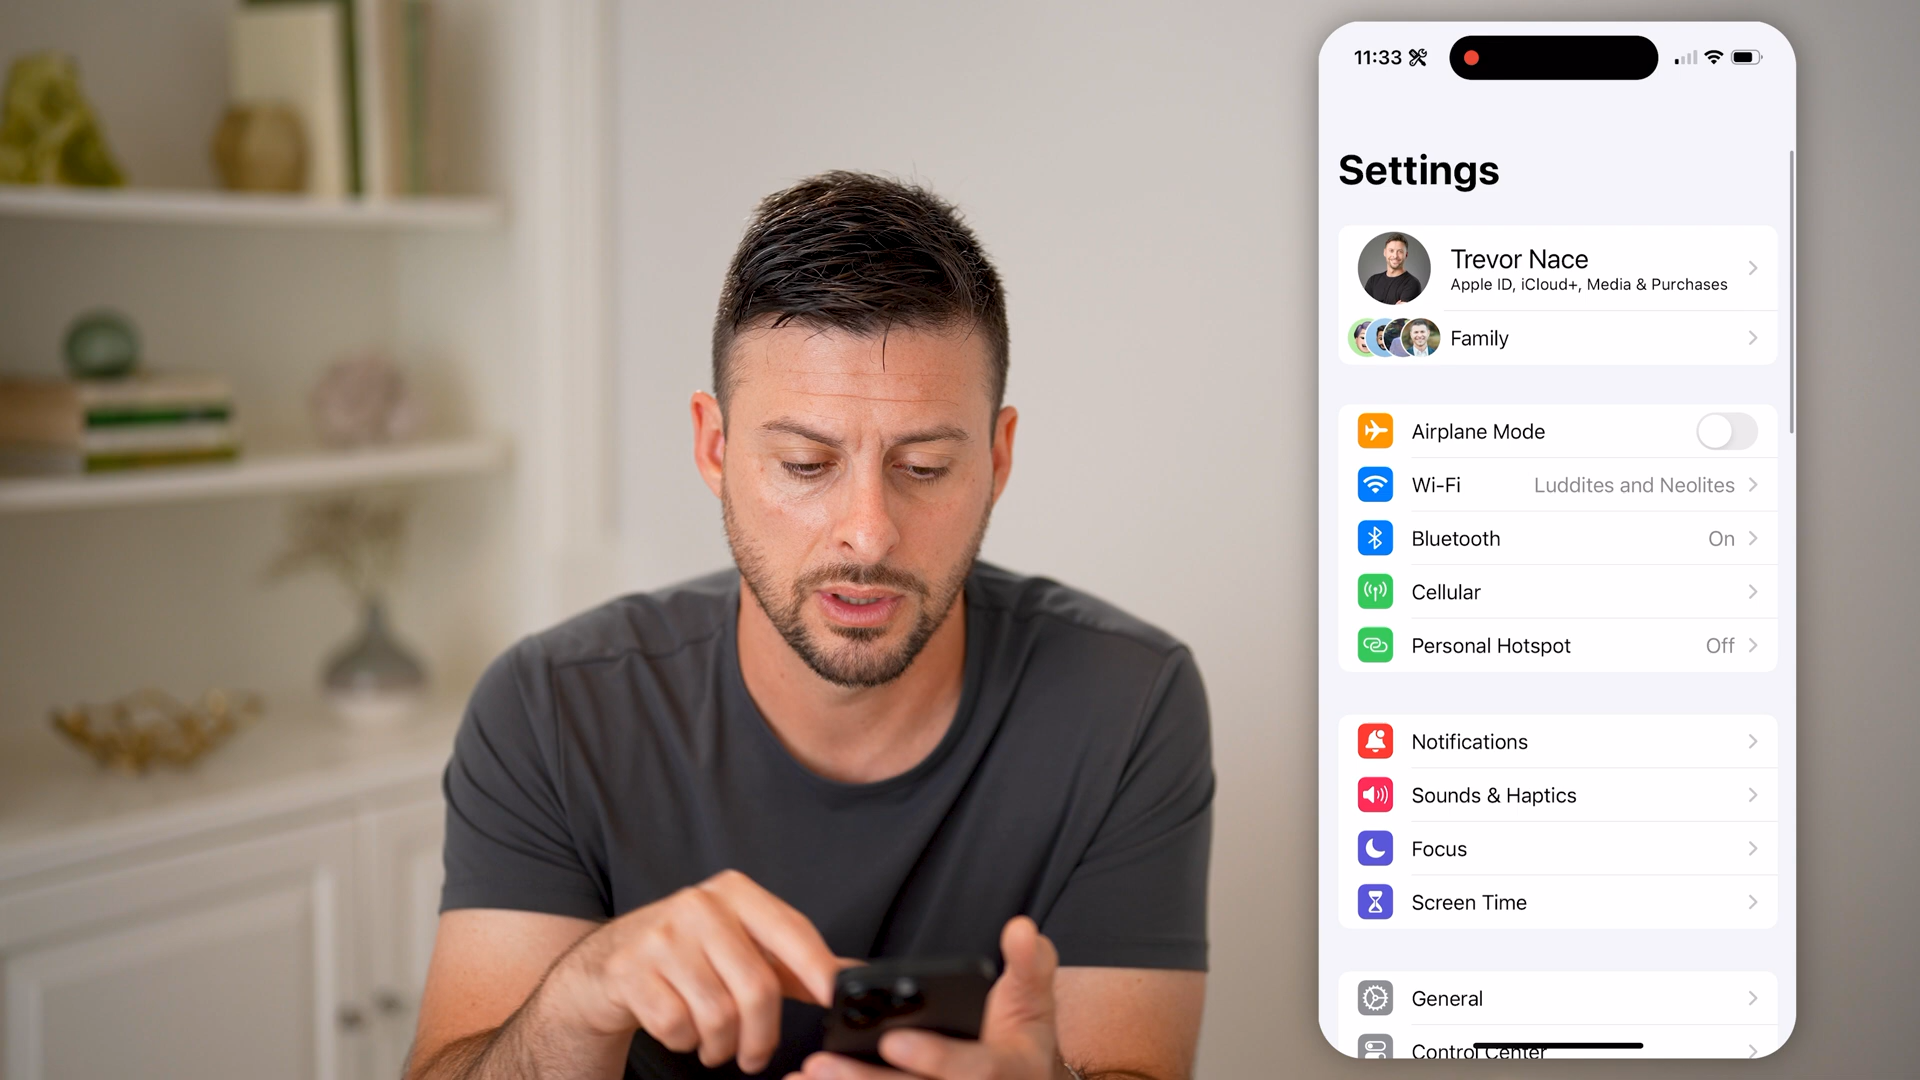 11:33
Settings
Trevor Nace
Apple ID, iCloud+, Media & Purchases
Family
Airplane Mode
Wi-Fi Luddites and Neolites
Bluetooth On
Cellular
Personal Hotspot Off
Notifications
Sounds & Haptics
Focus
Screen Time
General
Control Center